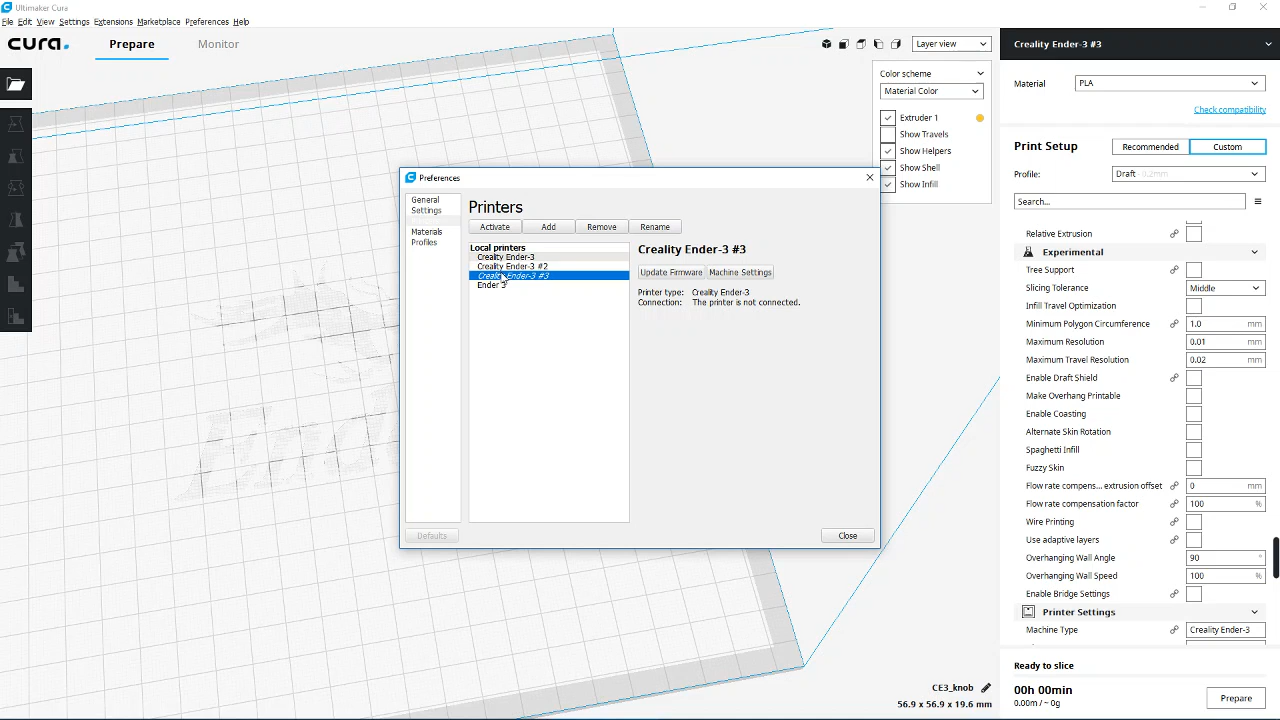 Ultimaker Cura
File Edit View Settings Extensions Marketplace Preferences Help
cura.
Prepare
Monitor
Layer view
Creality Ender-3 #3
Color scheme
Material Color
Extruder 1
Show Travels
Show Helpers
Show Shell
Show Infill
Material
PLA
Check compatibility
Print Setup
Recommended
Custom
Profile:
Draft - 0.2mm
Search...
Relative Extrusion
Experimental
Tree Support
Slicing Tolerance
Middle
Infill Travel Optimization
Minimum Polygon Circumference
1.0 mm
Maximum Resolution
0.01 mm
Maximum Travel Resolution
0.02 mm
Enable Draft Shield
Make Overhang Printable
Enable Coasting
Alternate Skin Rotation
Spaghetti Infill
Fuzzy Skin
Flow rate compens... extrusion offset
0 mm
Flow rate compensation factor
100 %
Wire Printing
Use adaptive layers
Overhanging Wall Angle
90 °
Overhanging Wall Speed
100 %
Enable Bridge Settings
Printer Settings
Machine Type
Creality Ender-3
Ready to slice
00h 00min
0.00m / ~ 0g
Prepare
Preferences
General
Settings
Materials
Profiles
Printers
Activate
Add
Remove
Rename
Local printers
Creality Ender-3
Creality Ender-3 #2
Creality Ender-3 #3
Ender 3
Creality Ender-3 #3
Update Firmware
Machine Settings
Printer type: Creality Ender-3
Connection: The printer is not connected.
Defaults
Close
CE3_knob
56.9 x 56.9 x 19.6 mm